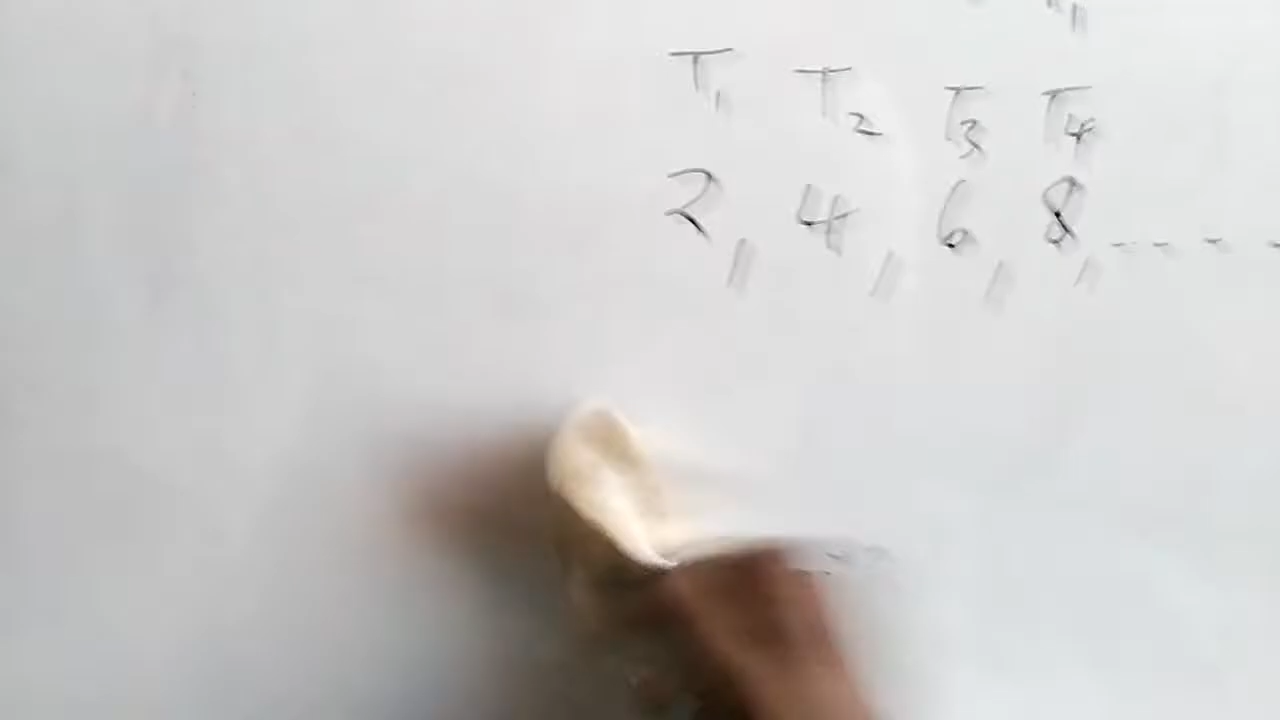 T₁ T₂ T₃ T₄
2, 4, 6, 8, - - - -